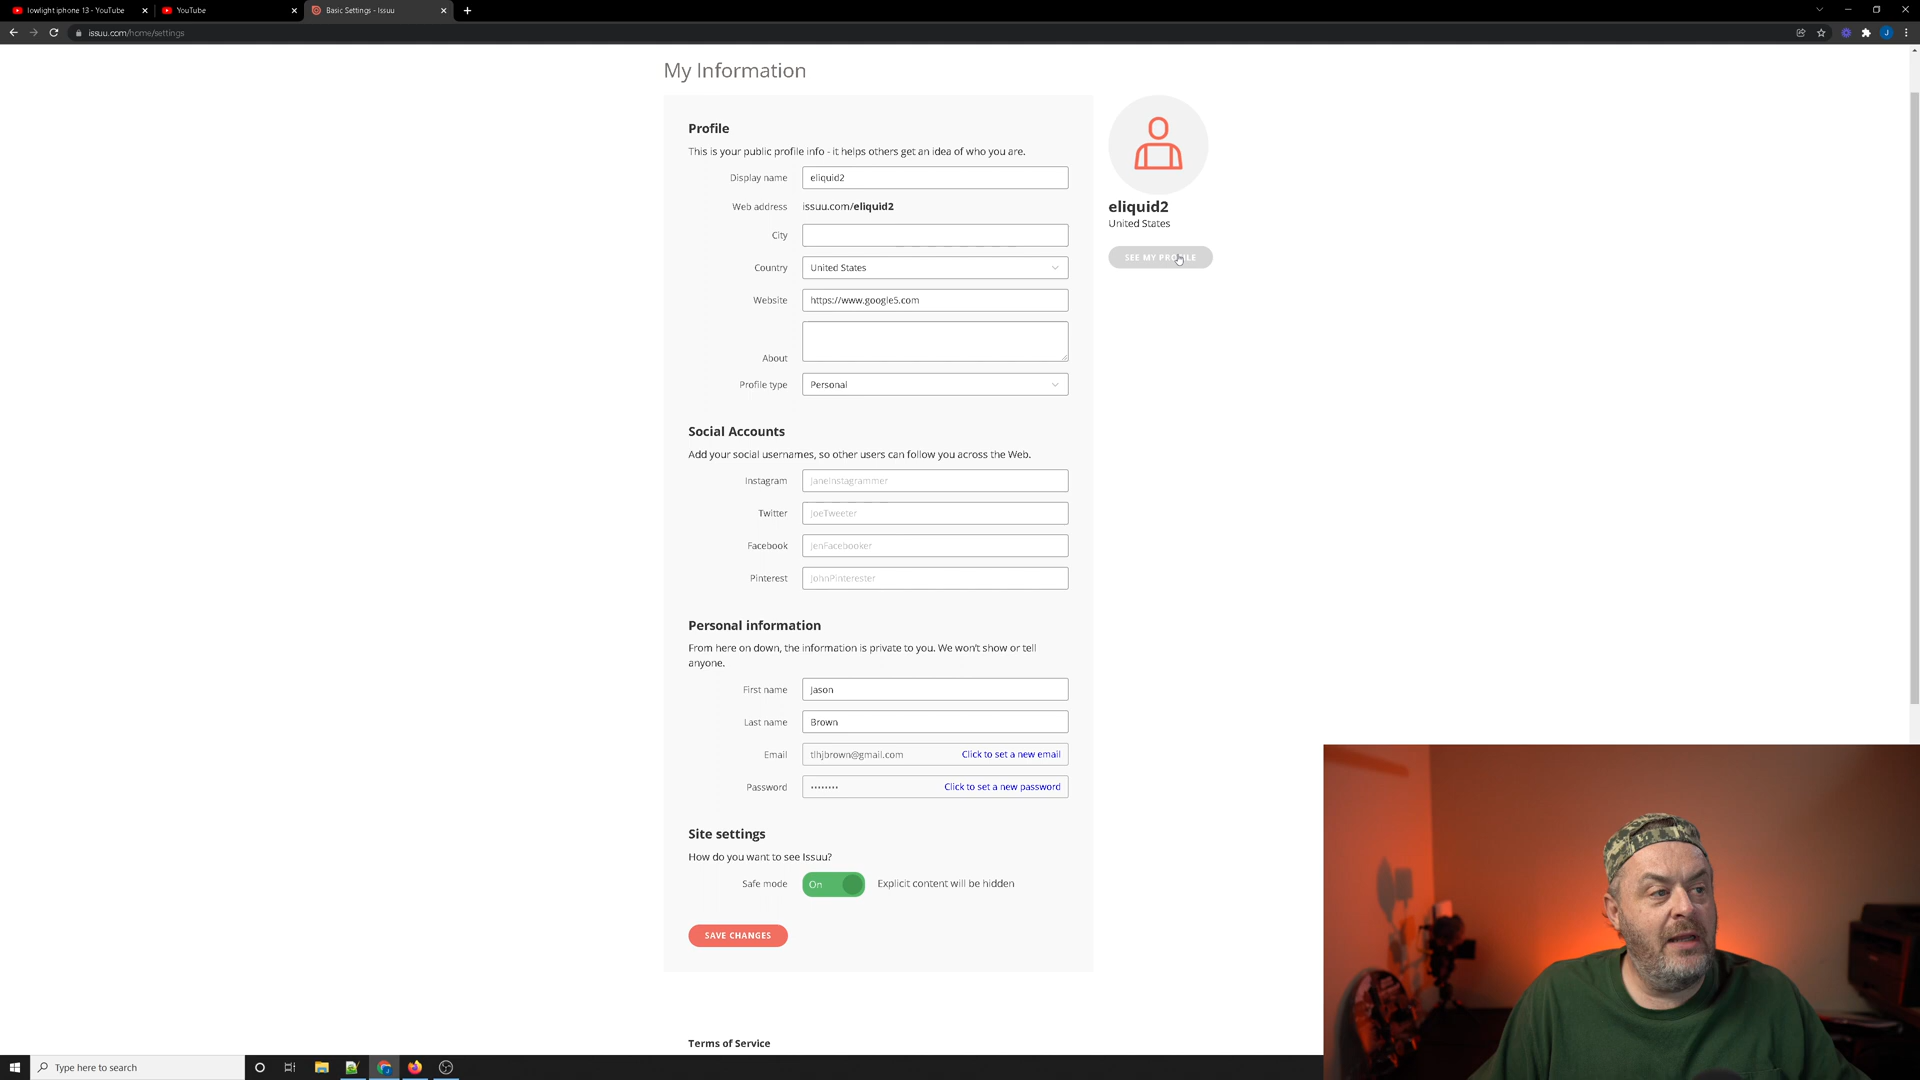 lowlight iphone 13 - YouTube
YouTube
Basic Settings - Issuu
issuu.com/home/settings
J
My Information
Profile
This is your public profile info - it helps others get an idea of who you are.
Display name eliquid2
Web address issuu.com/eliquid2
City
Country United States
Website https://www.google5.com
About
Profile type Personal
eliquid2
United States
SEE MY PROFILE
Social Accounts
Add your social usernames, so other users can follow you across the Web.
Instagram JaneInstagrammer
Twitter JoeTweeter
Facebook JenFacebooker
Pinterest JohnPinterester
Personal information
From here on down, the information is private to you. We won't show or tell
anyone.
First name Jason
Last name Brown
Email tlhjbrown@gmail.com Click to set a new email
Password •••••••• Click to set a new password
Site settings
How do you want to see Issuu?
Safe mode On Explicit content will be hidden
SAVE CHANGES
Terms of Service
Type here to search